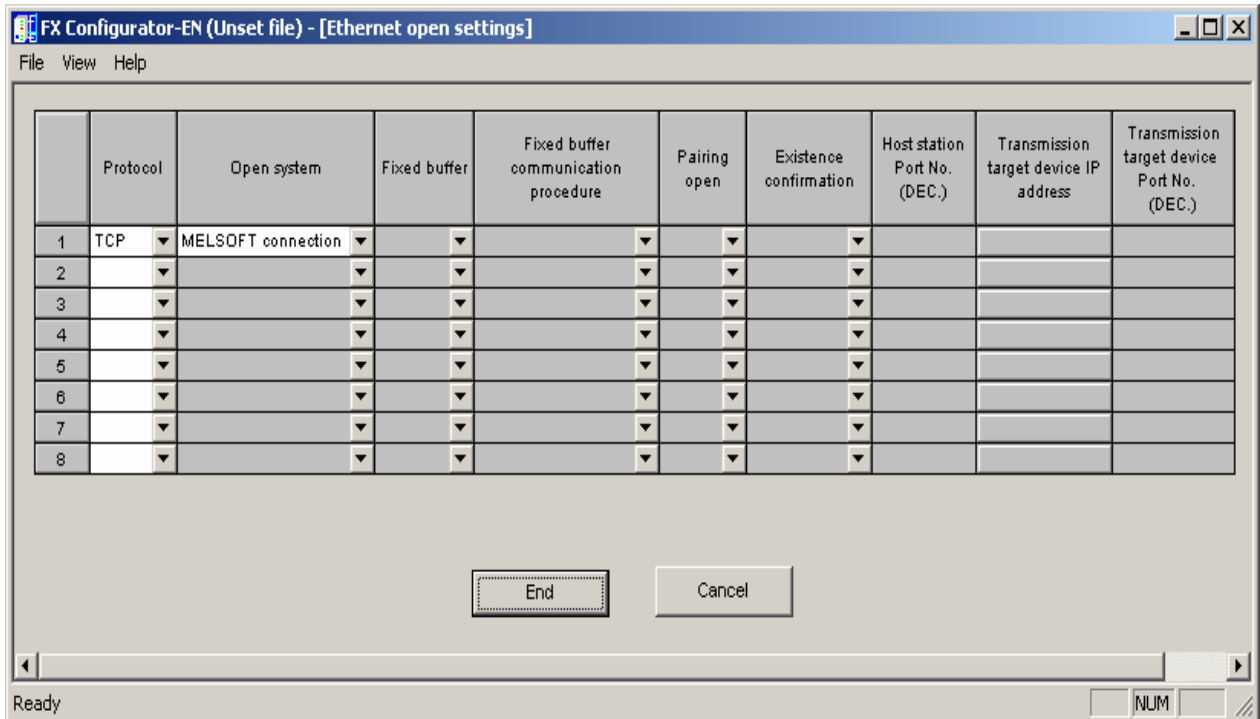 FX Configurator-EN (Unset file) - [Ethernet open settings]
File View Help
Protocol
Open system
Fixed buffer
Fixed buffer
communication
procedure
Pairing
open
Existence
confirmation
Host station
Port No.
(DEC.)
Transmission
target device IP
address
Transmission
target device
Port No.
(DEC.)
1 TCP MELSOFT connection
2
3
4
5
6
7
8
End Cancel
Ready NUM